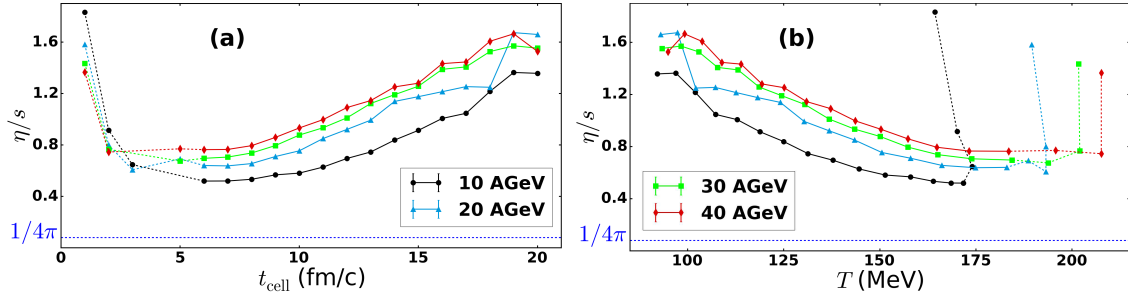 (a)
η/s
1.6
1.2
0.8
0.4
1/4π
0 5 10 15 20
t_cell (fm/c)
10 AGeV
20 AGeV
(b)
η/s
1.6
1.2
0.8
0.4
1/4π
100 125 150 175 200
T (MeV)
30 AGeV
40 AGeV